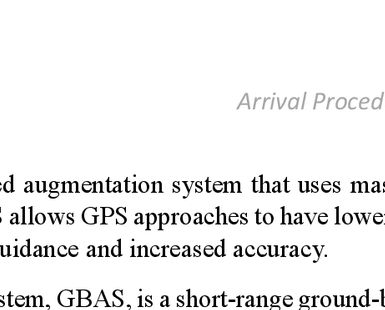 Arrival Proced
ed augmentation system that uses mas
S allows GPS approaches to have lower
uidance and increased accuracy.
stem, GBAS, is a short-range ground-b